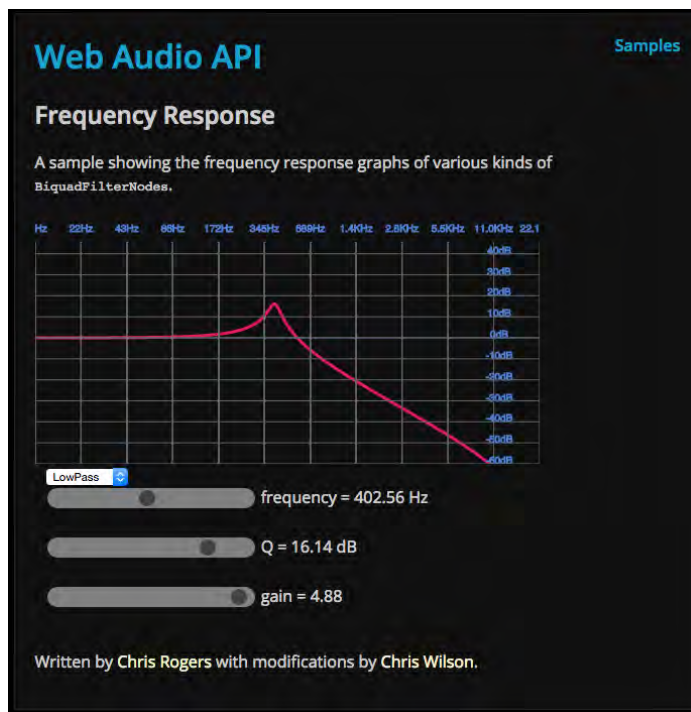 Web Audio API
Samples
Frequency Response
A sample showing the frequency response graphs of various kinds of
BiquadFilterNodes.
Hz 22Hz 43Hz 86Hz 172Hz 345Hz 689Hz 1.4KHz 2.8KHz 5.5KHz 11.0KHz 22.1
40dB
30dB
20dB
10dB
0dB
-10dB
-20dB
-30dB
-40dB
-50dB
-60dB
LowPass
frequency = 402.56 Hz
Q = 16.14 dB
gain = 4.88
Written by Chris Rogers with modifications by Chris Wilson.